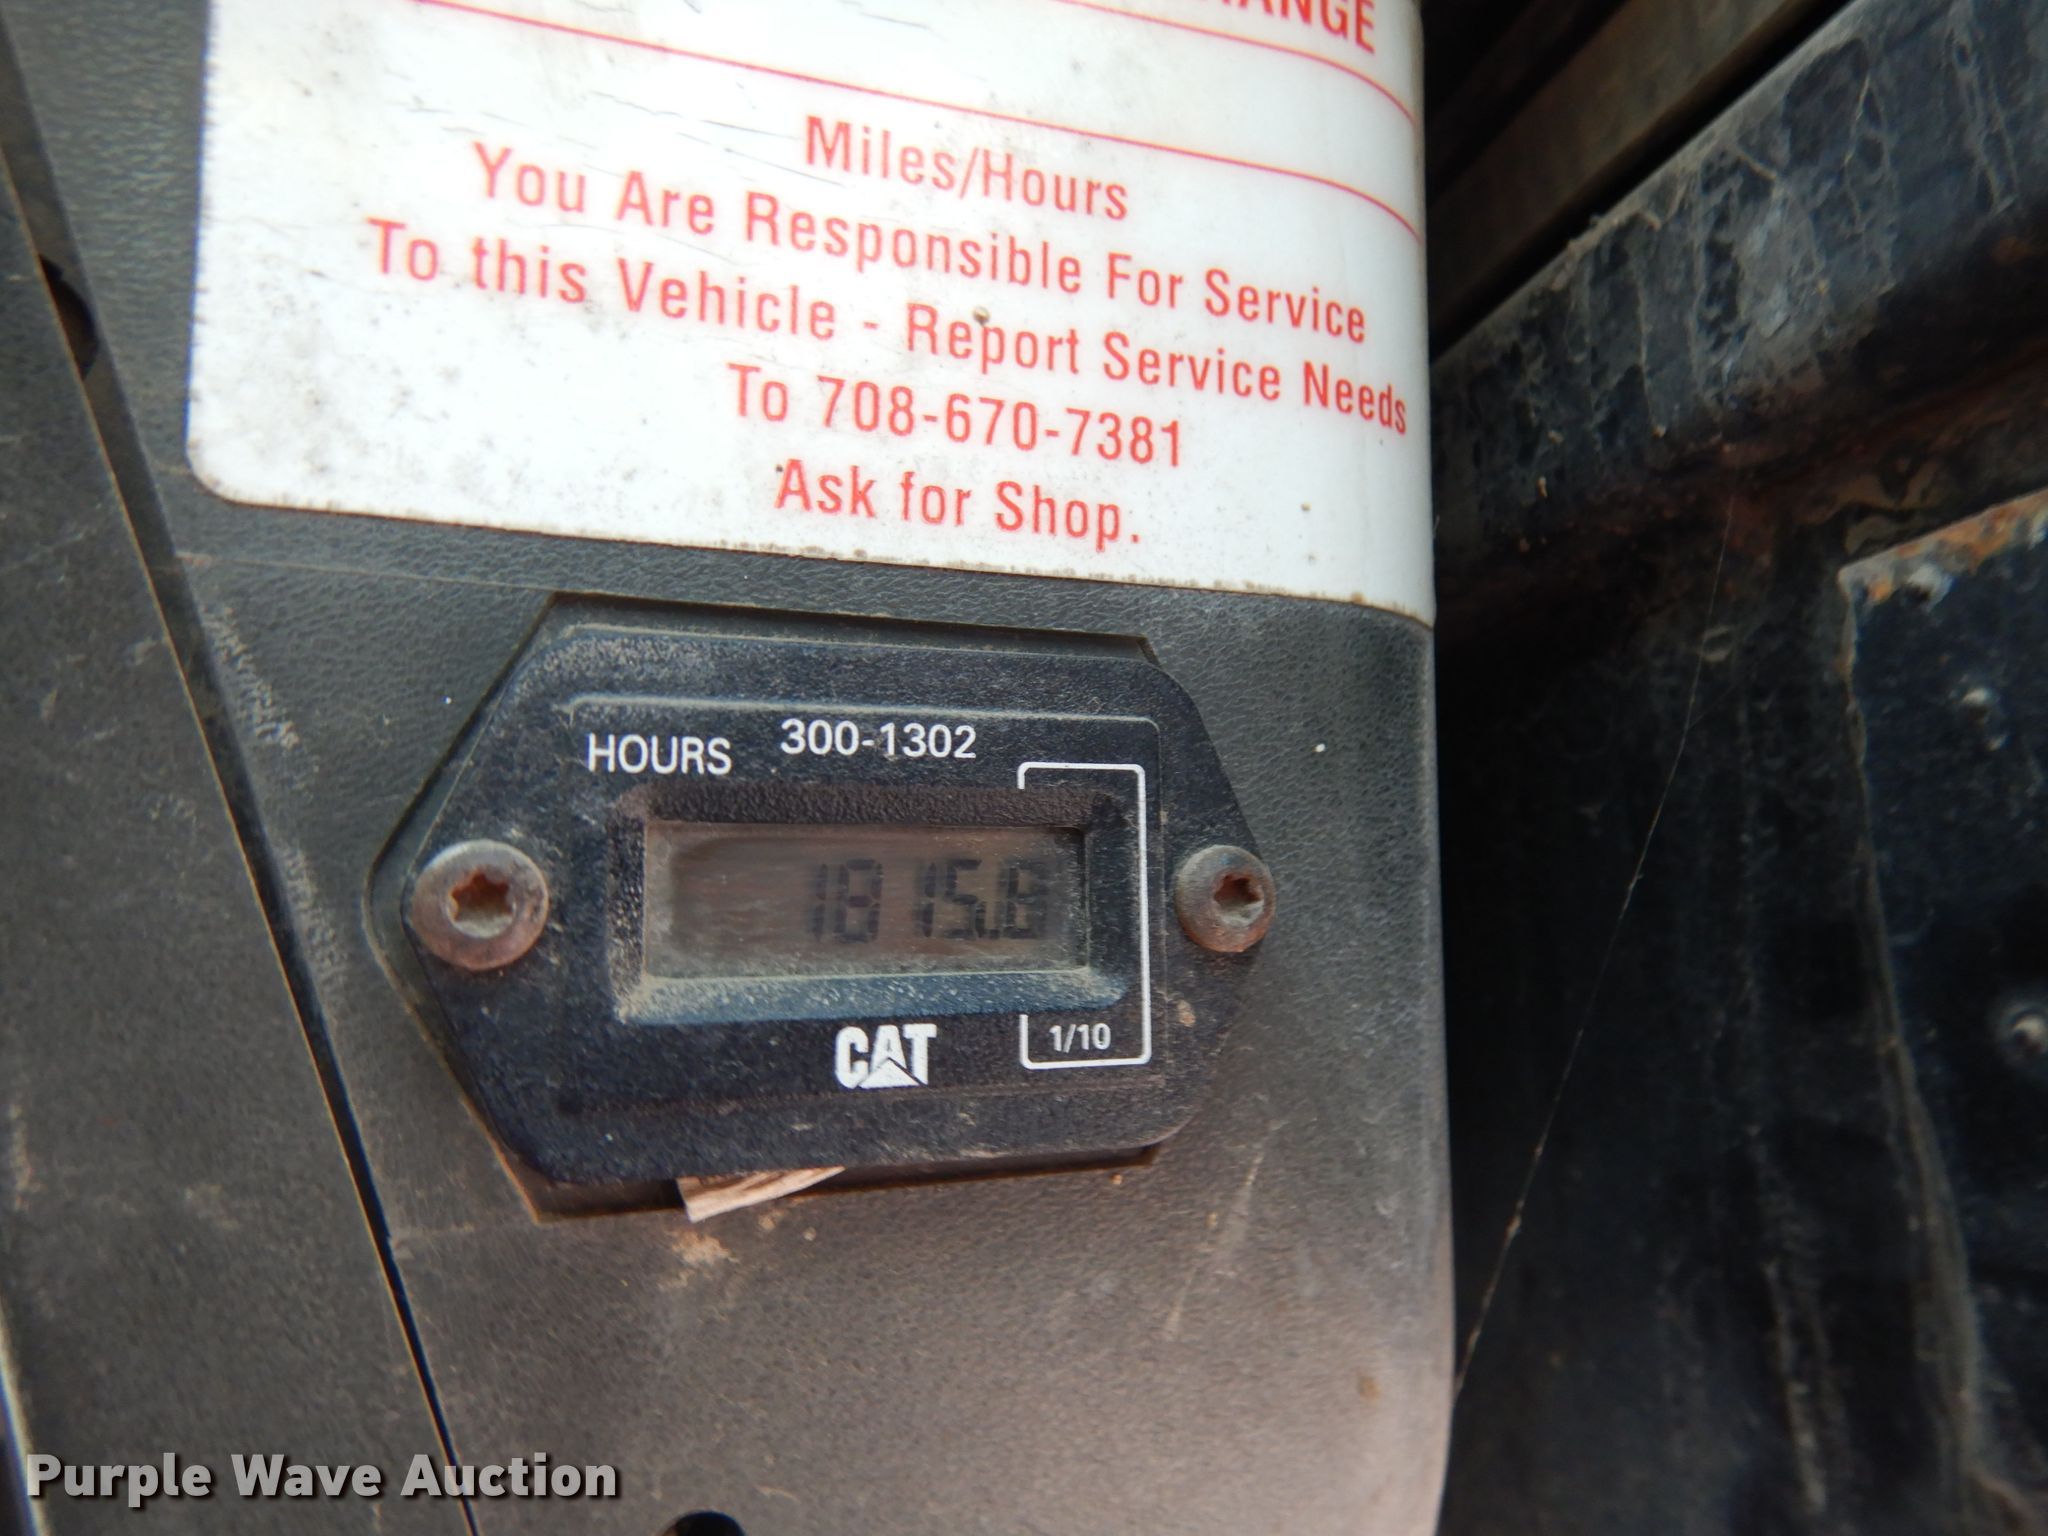 ANGE
Miles/Hours
You Are Responsible For Service
To this Vehicle - Report Service Needs
To 708-670-7381
Ask for Shop.
HOURS 300-1302
1815.8
CAT
1/10
Purple Wave Auction